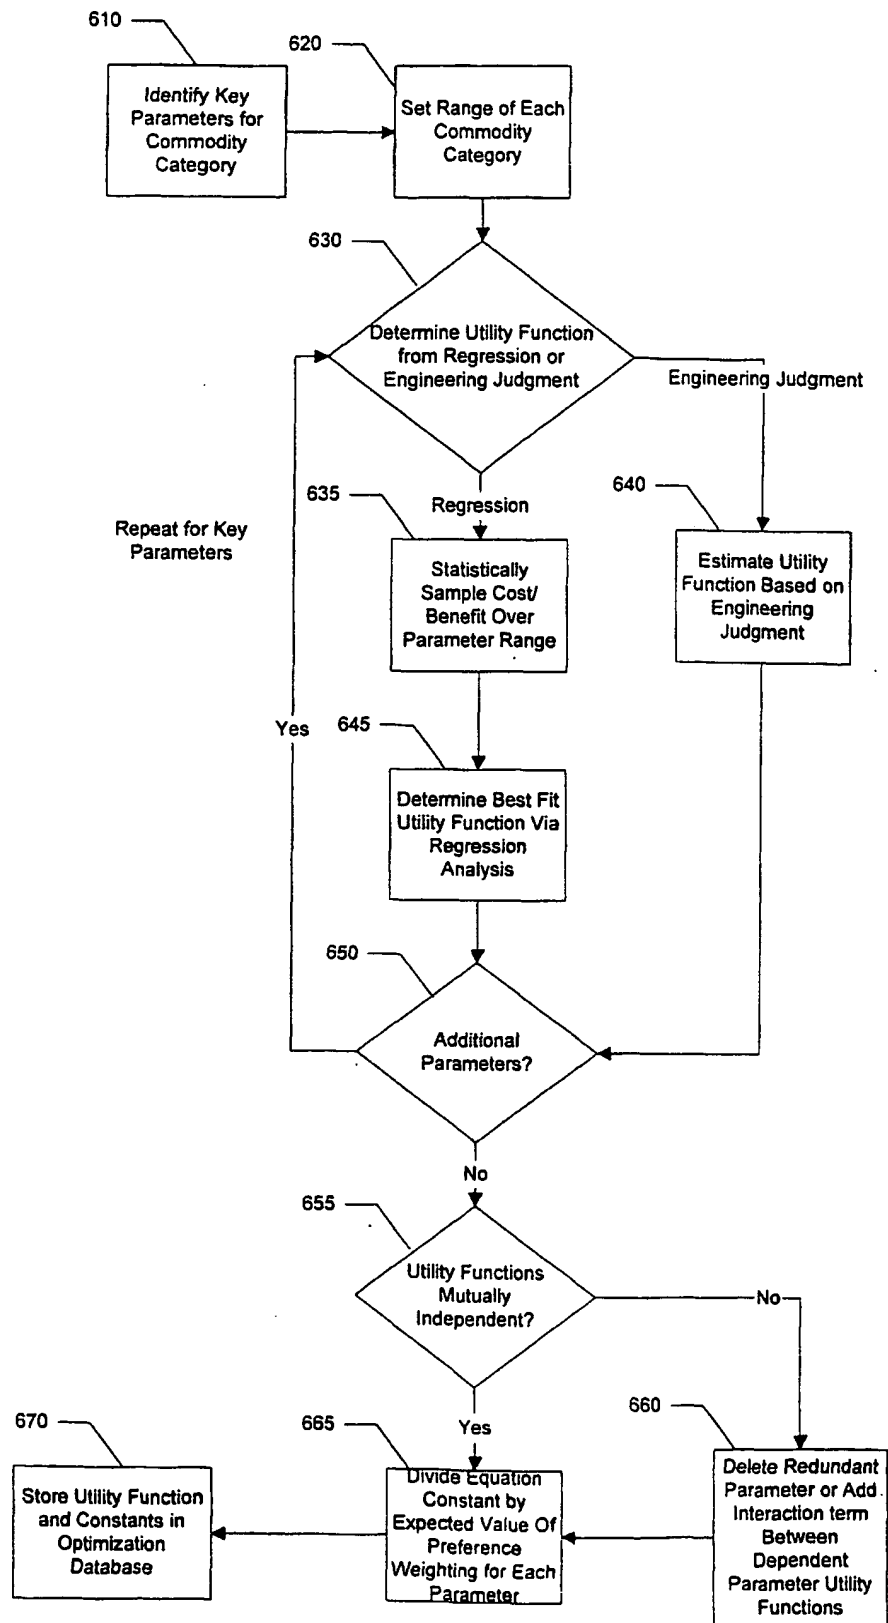 610
Identify Key
Parameters for
Commodity
Category
620
Set Range of Each
Commodity
Category
630
Determine Utility Function
from Regression or
Engineering Judgment
Engineering Judgment
Regression
635
Statistically
Sample Cost/
Benefit Over
Parameter Range
640
Estimate Utility
Function Based on
Engineering
Judgment
Repeat for Key
Parameters
Yes
645
Determine Best Fit
Utility Function Via
Regression
Analysis
650
Additional
Parameters?
No
655
Utility Functions
Mutually
Independent?
No
Yes
660
Delete Redundant
Parameter or Add
Interaction term
Between
Dependent
Parameter Utility
Functions
665
Divide Equation
Constant by
Expected Value Of
Preference
Weighting for Each
Parameter
670
Store Utility Function
and Constants in
Optimization
Database